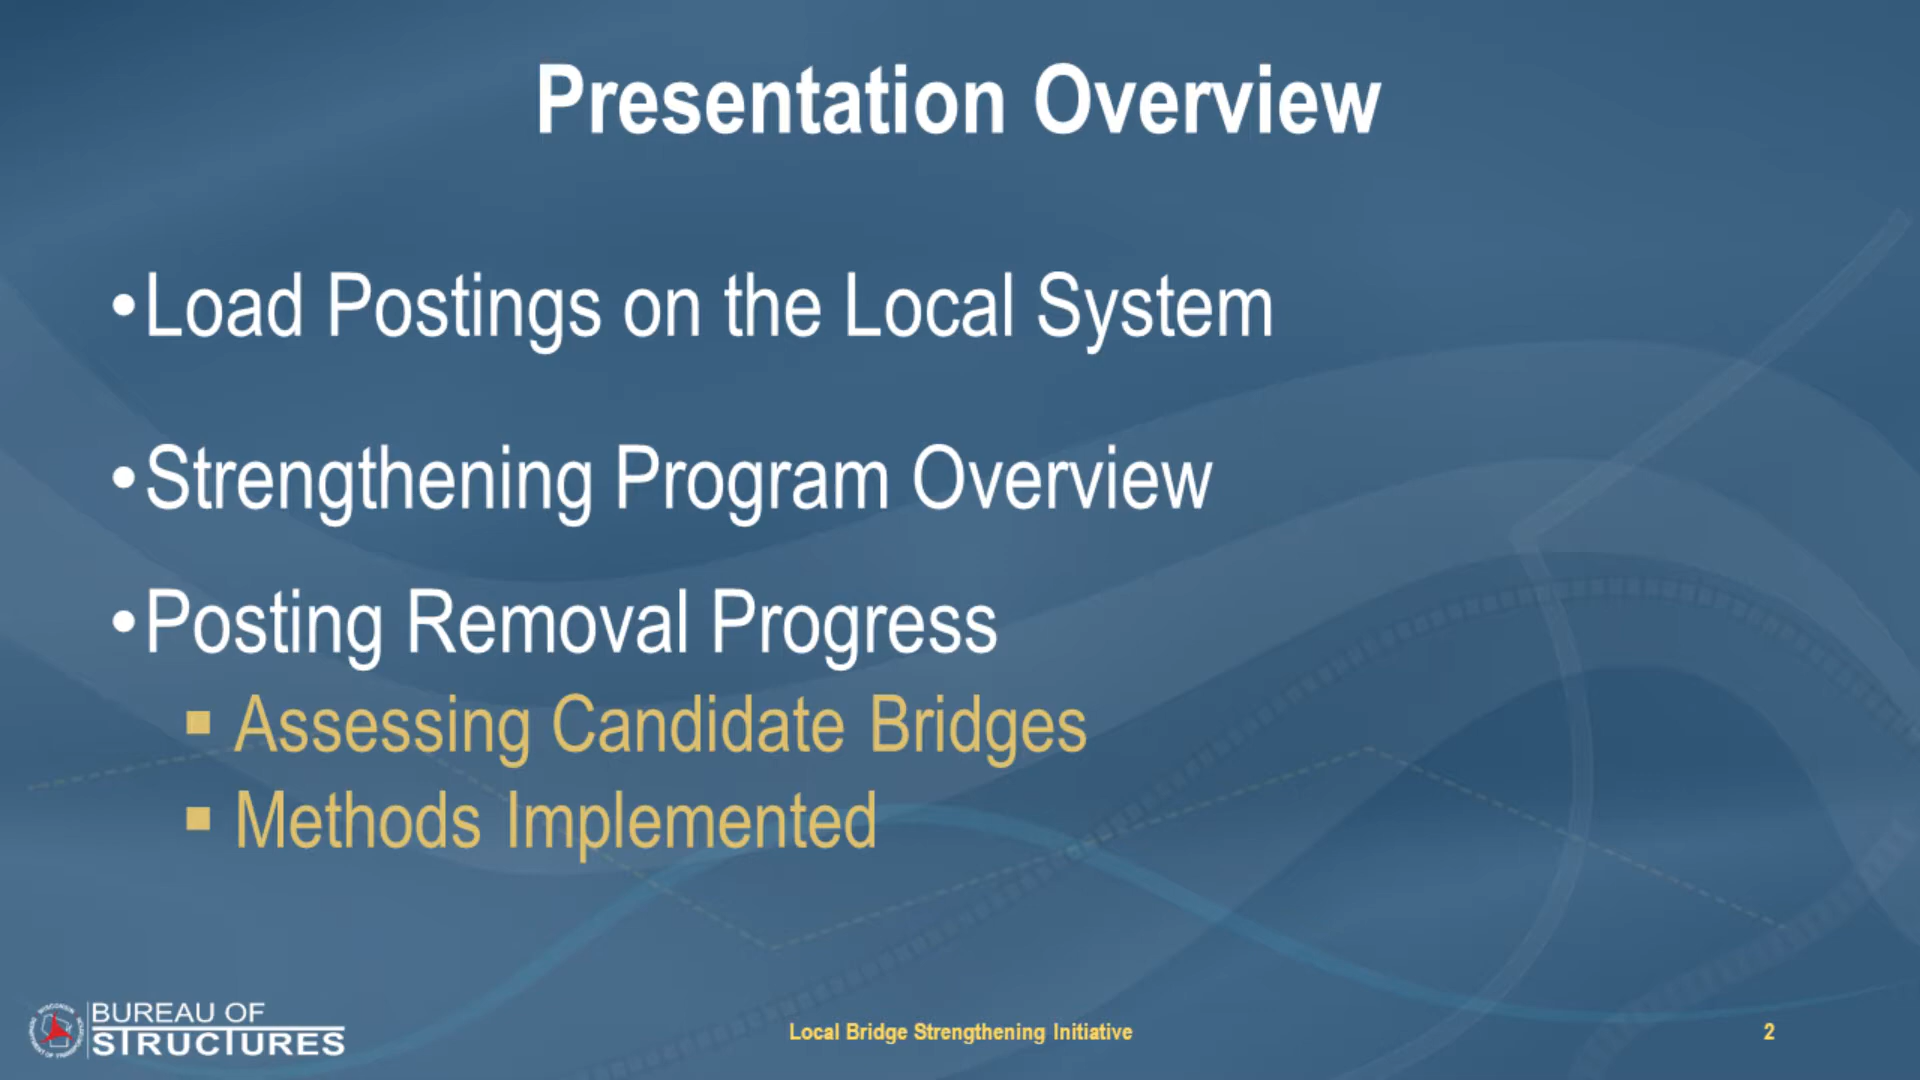 Presentation Overview
•Load Postings on the Local System
•Strengthening Program Overview
•Posting Removal Progress
▪ Assessing Candidate Bridges
▪ Methods Implemented
BUREAU OF
STRUCTURES
Local Bridge Strengthening Initiative
2